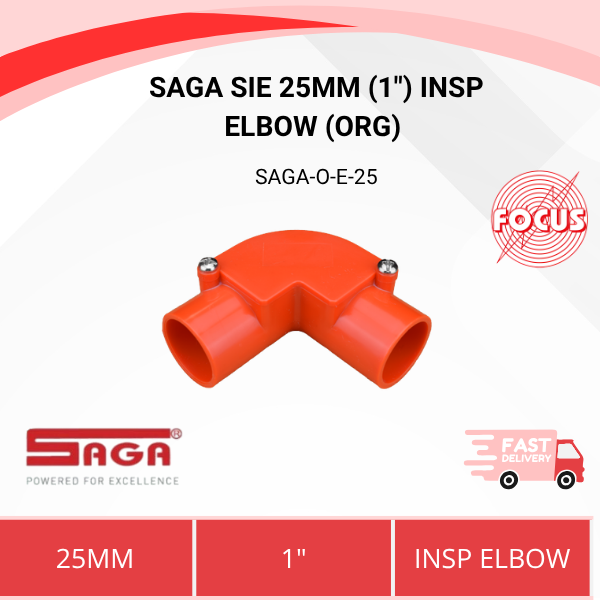 SAGA SIE 25MM (1") INSP
ELBOW (ORG)
SAGA-O-E-25
FOCUS
SAGA®
POWERED FOR EXCELLENCE
FAST
DELIVERY
25MM
1"
INSP ELBOW